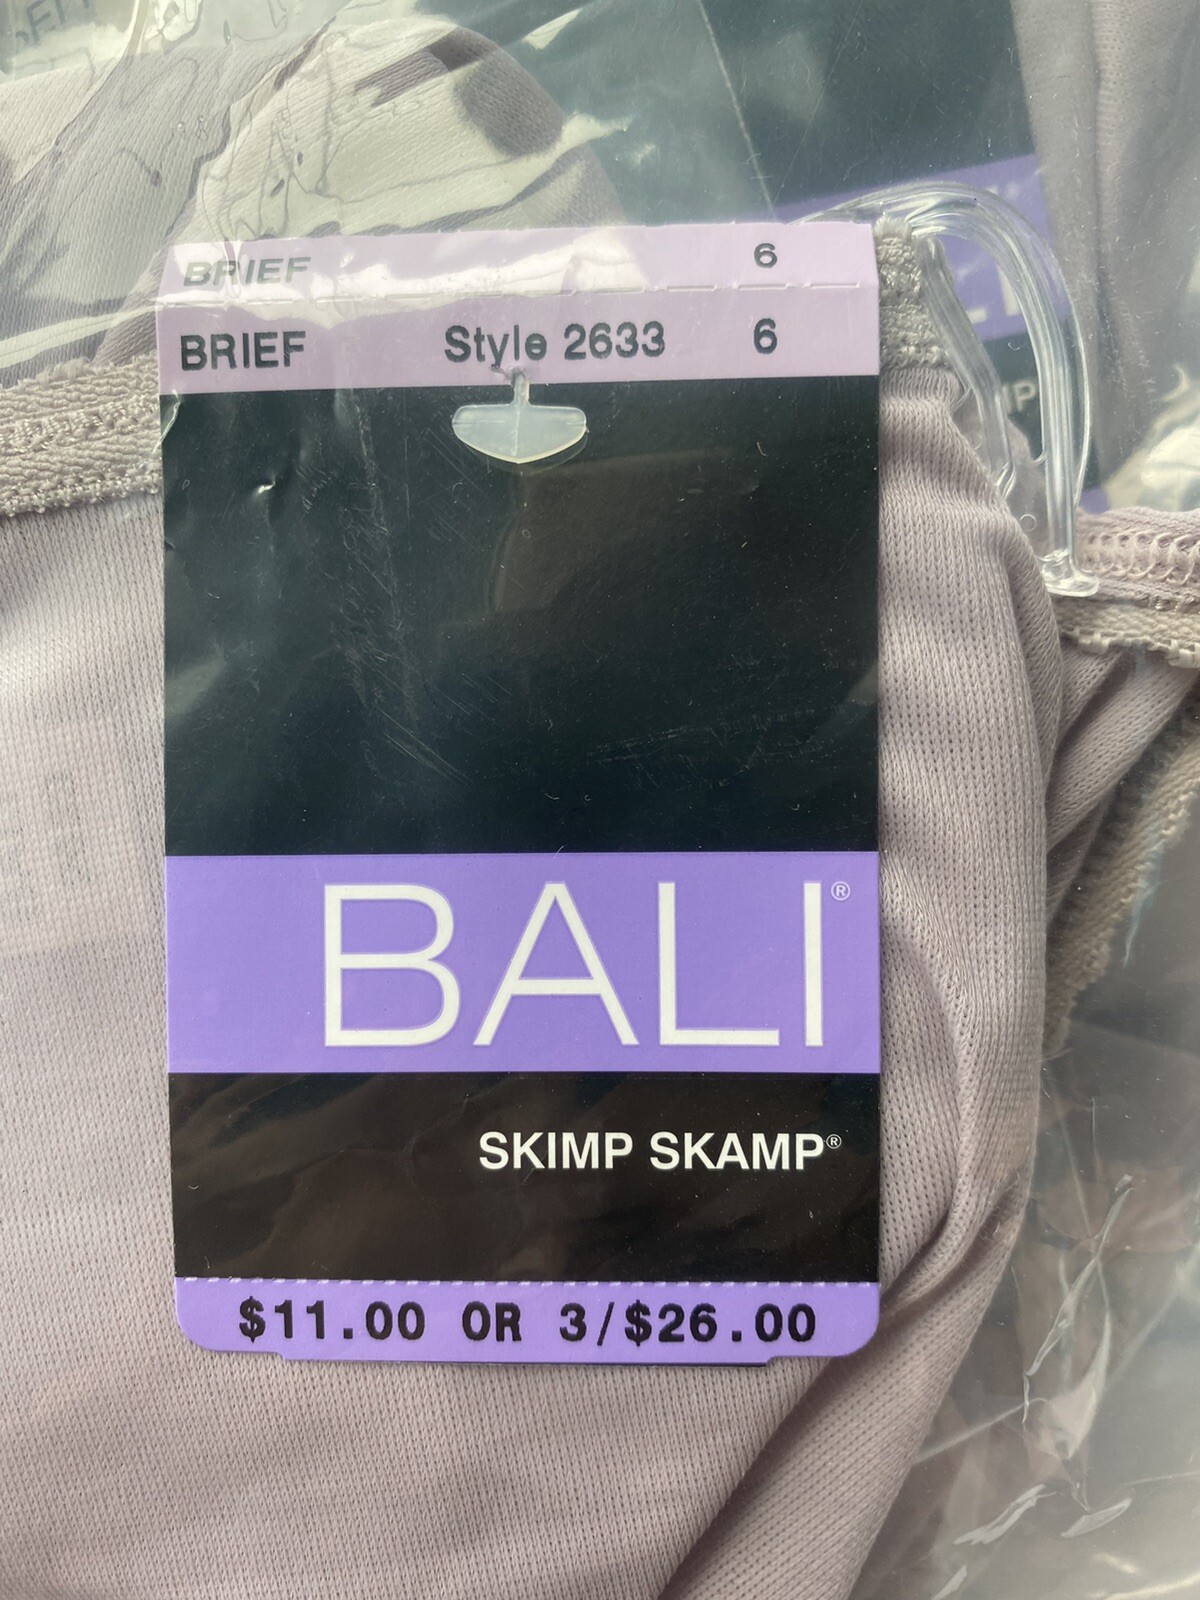 BRIEF 6
BRIEF Style 2633 6
BALI®
SKIMP SKAMP®
$11.00 OR 3/$26.00